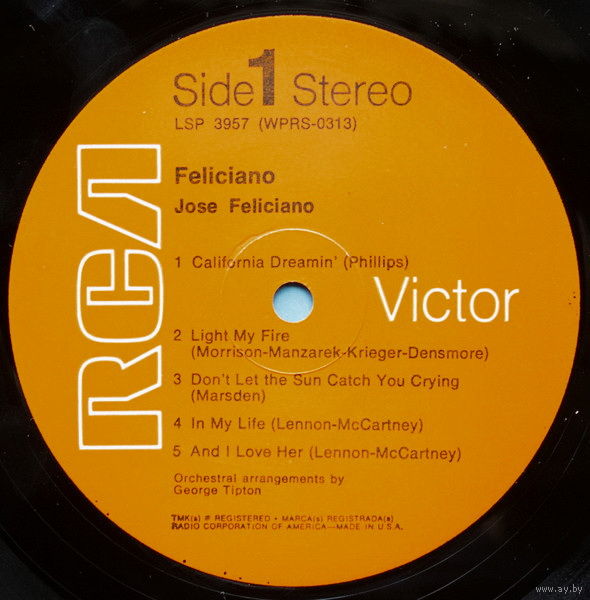 Side 1 Stereo
LSP 3957 (WPRS-0313)
Feliciano
Jose Feliciano
RCA
Victor
1 California Dreamin' (Phillips)
2 Light My Fire
(Morrison-Manzarek-Krieger-Densmore)
3 Don't Let the Sun Catch You Crying
(Marsden)
4 In My Life (Lennon-McCartney)
5 And I Love Her (Lennon-McCartney)
Orchestral arrangements by
George Tipton
TMK(s) ® REGISTERED • MARCA(s) REGISTRADA(s)
RADIO CORPORATION OF AMERICA—MADE IN U.S.A.
www.ay.by